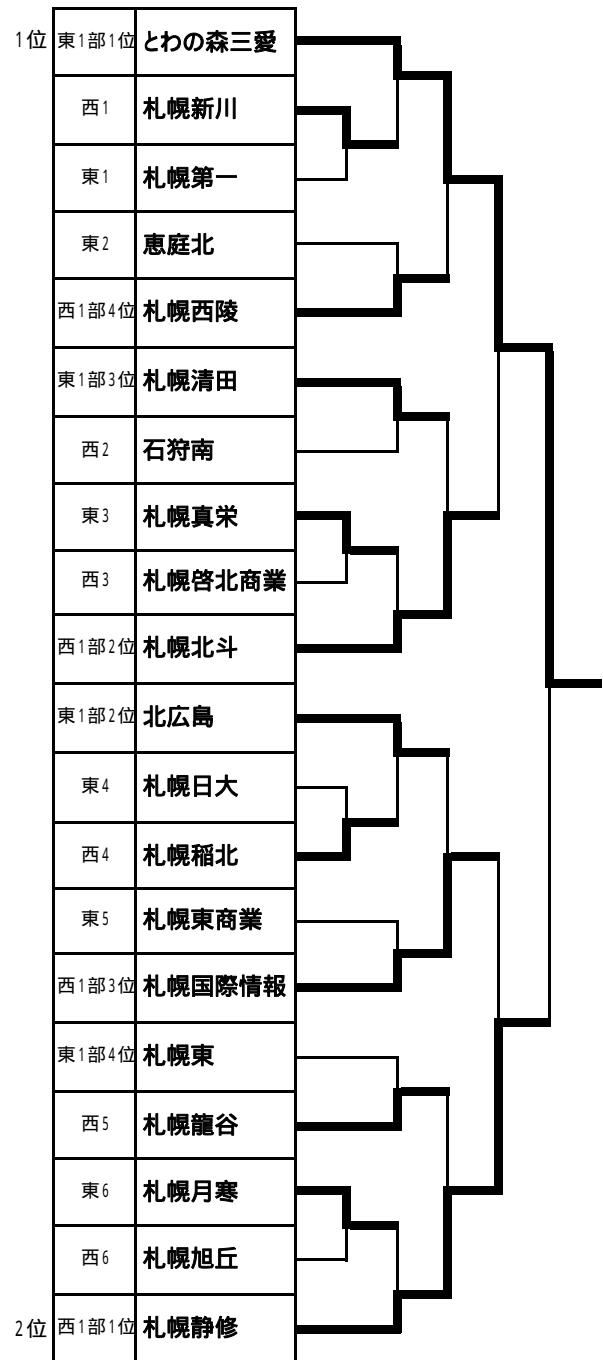 1位 東1部1位 とわの森三愛
西1 札幌新川
東1 札幌第一
東2 恵庭北
西1部4位 札幌西陵
東1部3位 札幌清田
西2 石狩南
東3 札幌真栄
西3 札幌啓北商業
西1部2位 札幌北斗
東1部2位 北広島
東4 札幌日大
西4 札幌稲北
東5 札幌東商業
西1部3位 札幌国際情報
東1部4位 札幌東
西5 札幌龍谷
東6 札幌月寒
西6 札幌旭丘
2位 西1部1位 札幌静修